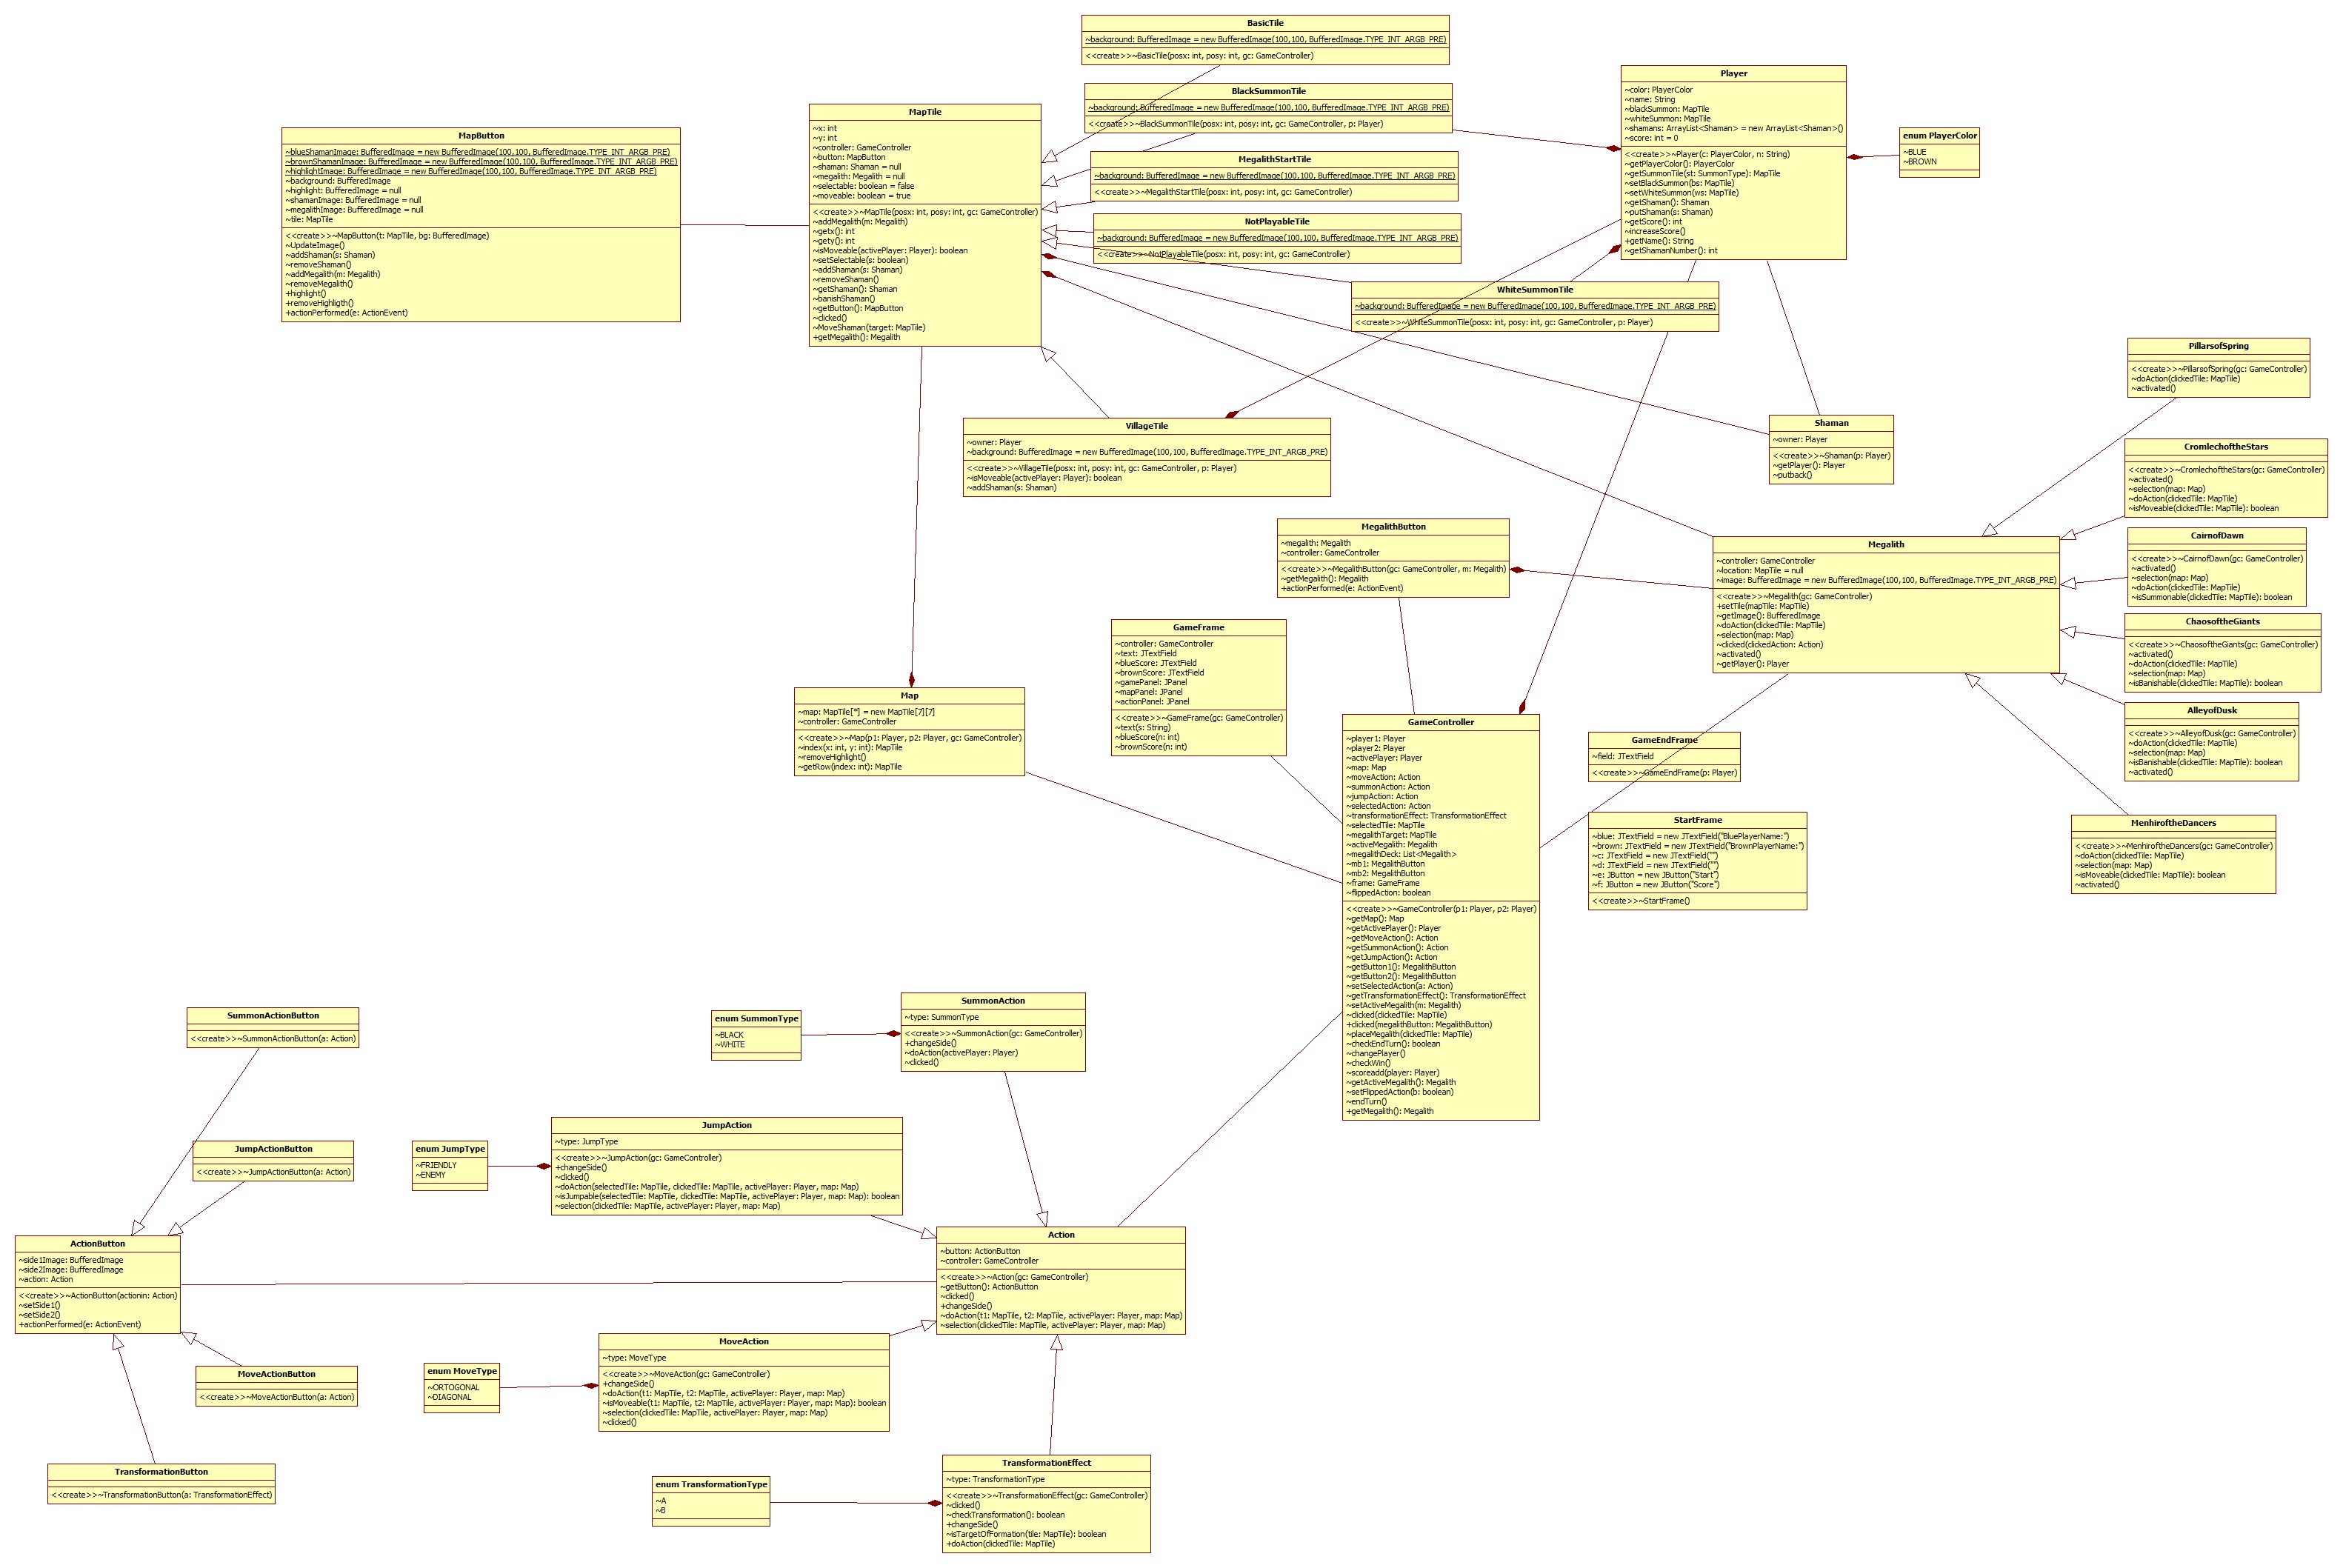 BasicTile
~background: BufferedImage = new BufferedImage(100,100, BufferedImage.TYPE_INT_ARGB_PRE)
<<create>>~BasicTile(posx: int, posy: int, gc: GameController)
BlackSummonTile
~background: BufferedImage = new BufferedImage(100,100, BufferedImage.TYPE_INT_ARGB_PRE)
<<create>>~BlackSummonTile(posx: int, posy: int, gc: GameController, p: Player)
MegalithStartTile
~background: BufferedImage = new BufferedImage(100,100, BufferedImage.TYPE_INT_ARGB_PRE)
<<create>>~MegalithStartTile(posx: int, posy: int, gc: GameController)
NotPlayableTile
~background: BufferedImage = new BufferedImage(100,100, BufferedImage.TYPE_INT_ARGB_PRE)
<<create>>~NotPlayableTile(posx: int, posy: int, gc: GameController)
WhiteSummonTile
~background: BufferedImage = new BufferedImage(100,100, BufferedImage.TYPE_INT_ARGB_PRE)
<<create>>~WhiteSummonTile(posx: int, posy: int, gc: GameController, p: Player)
Player
~color: PlayerColor
~name: String
~blackSummon: MapTile
~whiteSummon: MapTile
~shamans: ArrayList<Shaman> = new ArrayList<Shaman>()
~score: int = 0
<<create>>~Player(c: PlayerColor, n: String)
~getPlayerColor(): PlayerColor
~getSummonTile(st: SummonType): MapTile
~setBlackSummon(bs: MapTile)
~setWhiteSummon(ws: MapTile)
~getShaman(): Shaman
~putShaman(s: Shaman)
~getScore(): int
~increaseScore()
+getName(): String
~getShamanNumber(): int
enum PlayerColor
~BLUE
~BROWN
MapButton
~blueShamanImage: BufferedImage = new BufferedImage(100,100, BufferedImage.TYPE_INT_ARGB_PRE)
~brownShamanImage: BufferedImage = new BufferedImage(100,100, BufferedImage.TYPE_INT_ARGB_PRE)
~highlightImage: BufferedImage = new BufferedImage(100,100, BufferedImage.TYPE_INT_ARGB_PRE)
~background: BufferedImage
~highlight: BufferedImage = null
~shamanImage: BufferedImage = null
~megalithImage: BufferedImage = null
~tile: MapTile
<<create>>~MapButton(t: MapTile, bg: BufferedImage)
~UpdateImage()
~addShaman(s: Shaman)
~removeShaman()
~addMegalith(m: Megalith)
~removeMegalith()
+highlight()
+removeHighligth()
+actionPerformed(e: ActionEvent)
MapTile
~x: int
~y: int
~controller: GameController
~button: MapButton
~shaman: Shaman = null
~megalith: Megalith = null
~selectable: boolean = false
~moveable: boolean = true
<<create>>~MapTile(posx: int, posy: int, gc: GameController)
~addMegalith(m: Megalith)
~getx(): int
~gety(): int
~isMoveable(activePlayer: Player): boolean
~setSelectable(s: boolean)
~addShaman(s: Shaman)
~removeShaman()
~getShaman(): Shaman
~banishShaman()
~getButton(): MapButton
~clicked()
~MoveShaman(target: MapTile)
+getMegalith(): Megalith
VillageTile
~owner: Player
~background: BufferedImage = new BufferedImage(100,100, BufferedImage.TYPE_INT_ARGB_PRE)
<<create>>~VillageTile(posx: int, posy: int, gc: GameController, p: Player)
~isMoveable(activePlayer: Player): boolean
~addShaman(s: Shaman)
Shaman
~owner: Player
<<create>>~Shaman(p: Player)
~getPlayer(): Player
~putback()
PillarsofSpring
<<create>>~PillarsofSpring(gc: GameController)
~doAction(clickedTile: MapTile)
~activated()
CromlechoftheStars
<<create>>~CromlechoftheStars(gc: GameController)
~activated()
~selection(map: Map)
~doAction(clickedTile: MapTile)
~isMoveable(clickedTile: MapTile): boolean
CairnofDawn
<<create>>~CairnofDawn(gc: GameController)
~activated()
~selection(map: Map)
~doAction(clickedTile: MapTile)
~isSummonable(clickedTile: MapTile): boolean
ChaosoftheGiants
<<create>>~ChaosoftheGiants(gc: GameController)
~activated()
~doAction(clickedTile: MapTile)
~selection(map: Map)
~isBanishable(clickedTile: MapTile): boolean
AlleyofDusk
<<create>>~AlleyofDusk(gc: GameController)
~doAction(clickedTile: MapTile)
~selection(map: Map)
~isBanishable(clickedTile: MapTile): boolean
~activated()
MenhiroftheDancers
<<create>>~MenhiroftheDancers(gc: GameController)
~doAction(clickedTile: MapTile)
~selection(map: Map)
~isMoveable(clickedTile: MapTile): boolean
~activated()
Megalith
~controller: GameController
~location: MapTile = null
~image: BufferedImage = new BufferedImage(100,100, BufferedImage.TYPE_INT_ARGB_PRE)
<<create>>~Megalith(gc: GameController)
+setTile(mapTile: MapTile)
~getImage(): BufferedImage
~doAction(clickedTile: MapTile)
~selection(map: Map)
~clicked(clickedAction: Action)
~activated()
~getPlayer(): Player
MegalithButton
~megalith: Megalith
~controller: GameController
<<create>>~MegalithButton(gc: GameController, m: Megalith)
~getMegalith(): Megalith
+actionPerformed(e: ActionEvent)
GameFrame
~controller: GameController
~text: JTextField
~blueScore: JTextField
~brownScore: JTextField
~gamePanel: JPanel
~mapPanel: JPanel
~actionPanel: JPanel
<<create>>~GameFrame(gc: GameController)
~text(s: String)
~blueScore(n: int)
~brownScore(n: int)
Map
~map: MapTile[*] = new MapTile[7][7]
~controller: GameController
<<create>>~Map(p1: Player, p2: Player, gc: GameController)
~index(x: int, y: int): MapTile
~removeHighlight()
~getRow(index: int): MapTile
GameController
~player1: Player
~player2: Player
~activePlayer: Player
~map: Map
~moveAction: Action
~summonAction: Action
~jumpAction: Action
~selectedAction: Action
~transformationEffect: TransformationEffect
~selectedTile: MapTile
~megalithTarget: MapTile
~activeMegalith: Megalith
~megalithDeck: List<Megalith>
~mb1: MegalithButton
~mb2: MegalithButton
~frame: GameFrame
~flippedAction: boolean
<<create>>~GameController(p1: Player, p2: Player)
~getMap(): Map
~getActivePlayer(): Player
~getMoveAction(): Action
~getSummonAction(): Action
~getJumpAction(): Action
~getButton1(): MegalithButton
~getButton2(): MegalithButton
~setSelectedAction(a: Action)
~getTransformationEffect(): TransformationEffect
~setActiveMegalith(m: Megalith)
~clicked(clickedTile: MapTile)
+clicked(megalithButton: MegalithButton)
~placeMegalith(clickedTile: MapTile)
~checkEndTurn(): boolean
~changePlayer()
~checkWin()
~scoreadd(player: Player)
~getActiveMegalith(): Megalith
~setFlippedAction(b: boolean)
~endTurn()
+getMegalith(): Megalith
GameEndFrame
~field: JTextField
<<create>>~GameEndFrame(p: Player)
StartFrame
~blue: JTextField = new JTextField("BluePlayerName:")
~brown: JTextField = new JTextField("BrownPlayerName:")
~c: JTextField = new JTextField("")
~d: JTextField = new JTextField("")
~e: JButton = new JButton("Start")
~f: JButton = new JButton("Score")
<<create>>~StartFrame()
SummonActionButton
<<create>>~SummonActionButton(a: Action)
JumpActionButton
<<create>>~JumpActionButton(a: Action)
ActionButton
~side1Image: BufferedImage
~side2Image: BufferedImage
~action: Action
<<create>>~ActionButton(actionin: Action)
~setSide1()
~setSide2()
+actionPerformed(e: ActionEvent)
MoveActionButton
<<create>>~MoveActionButton(a: Action)
TransformationButton
<<create>>~TransformationButton(a: TransformationEffect)
enum SummonType
~BLACK
~WHITE
SummonAction
~type: SummonType
<<create>>~SummonAction(gc: GameController)
+changeSide()
~doAction(activePlayer: Player)
~clicked()
enum JumpType
~FRIENDLY
~ENEMY
JumpAction
~type: JumpType
<<create>>~JumpAction(gc: GameController)
+changeSide()
~clicked()
~doAction(selectedTile: MapTile, clickedTile: MapTile, activePlayer: Player, map: Map)
~isJumpable(selectedTile: MapTile, clickedTile: MapTile, activePlayer: Player, map: Map): boolean
~selection(clickedTile: MapTile, activePlayer: Player, map: Map)
Action
~button: ActionButton
~controller: GameController
<<create>>~Action(gc: GameController)
~getButton(): ActionButton
~clicked()
+changeSide()
~doAction(t1: MapTile, t2: MapTile, activePlayer: Player, map: Map)
~selection(clickedTile: MapTile, activePlayer: Player, map: Map)
enum MoveType
~ORTOGONAL
~DIAGONAL
MoveAction
~type: MoveType
<<create>>~MoveAction(gc: GameController)
+changeSide()
~doAction(t1: MapTile, t2: MapTile, activePlayer: Player, map: Map)
~isMoveable(t1: MapTile, t2: MapTile, activePlayer: Player, map: Map): boolean
~selection(clickedTile: MapTile, activePlayer: Player, map: Map)
~clicked()
enum TransformationType
~A
~B
TransformationEffect
~type: TransformationType
<<create>>~TransformationEffect(gc: GameController)
~clicked()
~checkTransformation(): boolean
+changeSide()
~isTargetOfFormation(tile: MapTile): boolean
+doAction(clickedTile: MapTile)